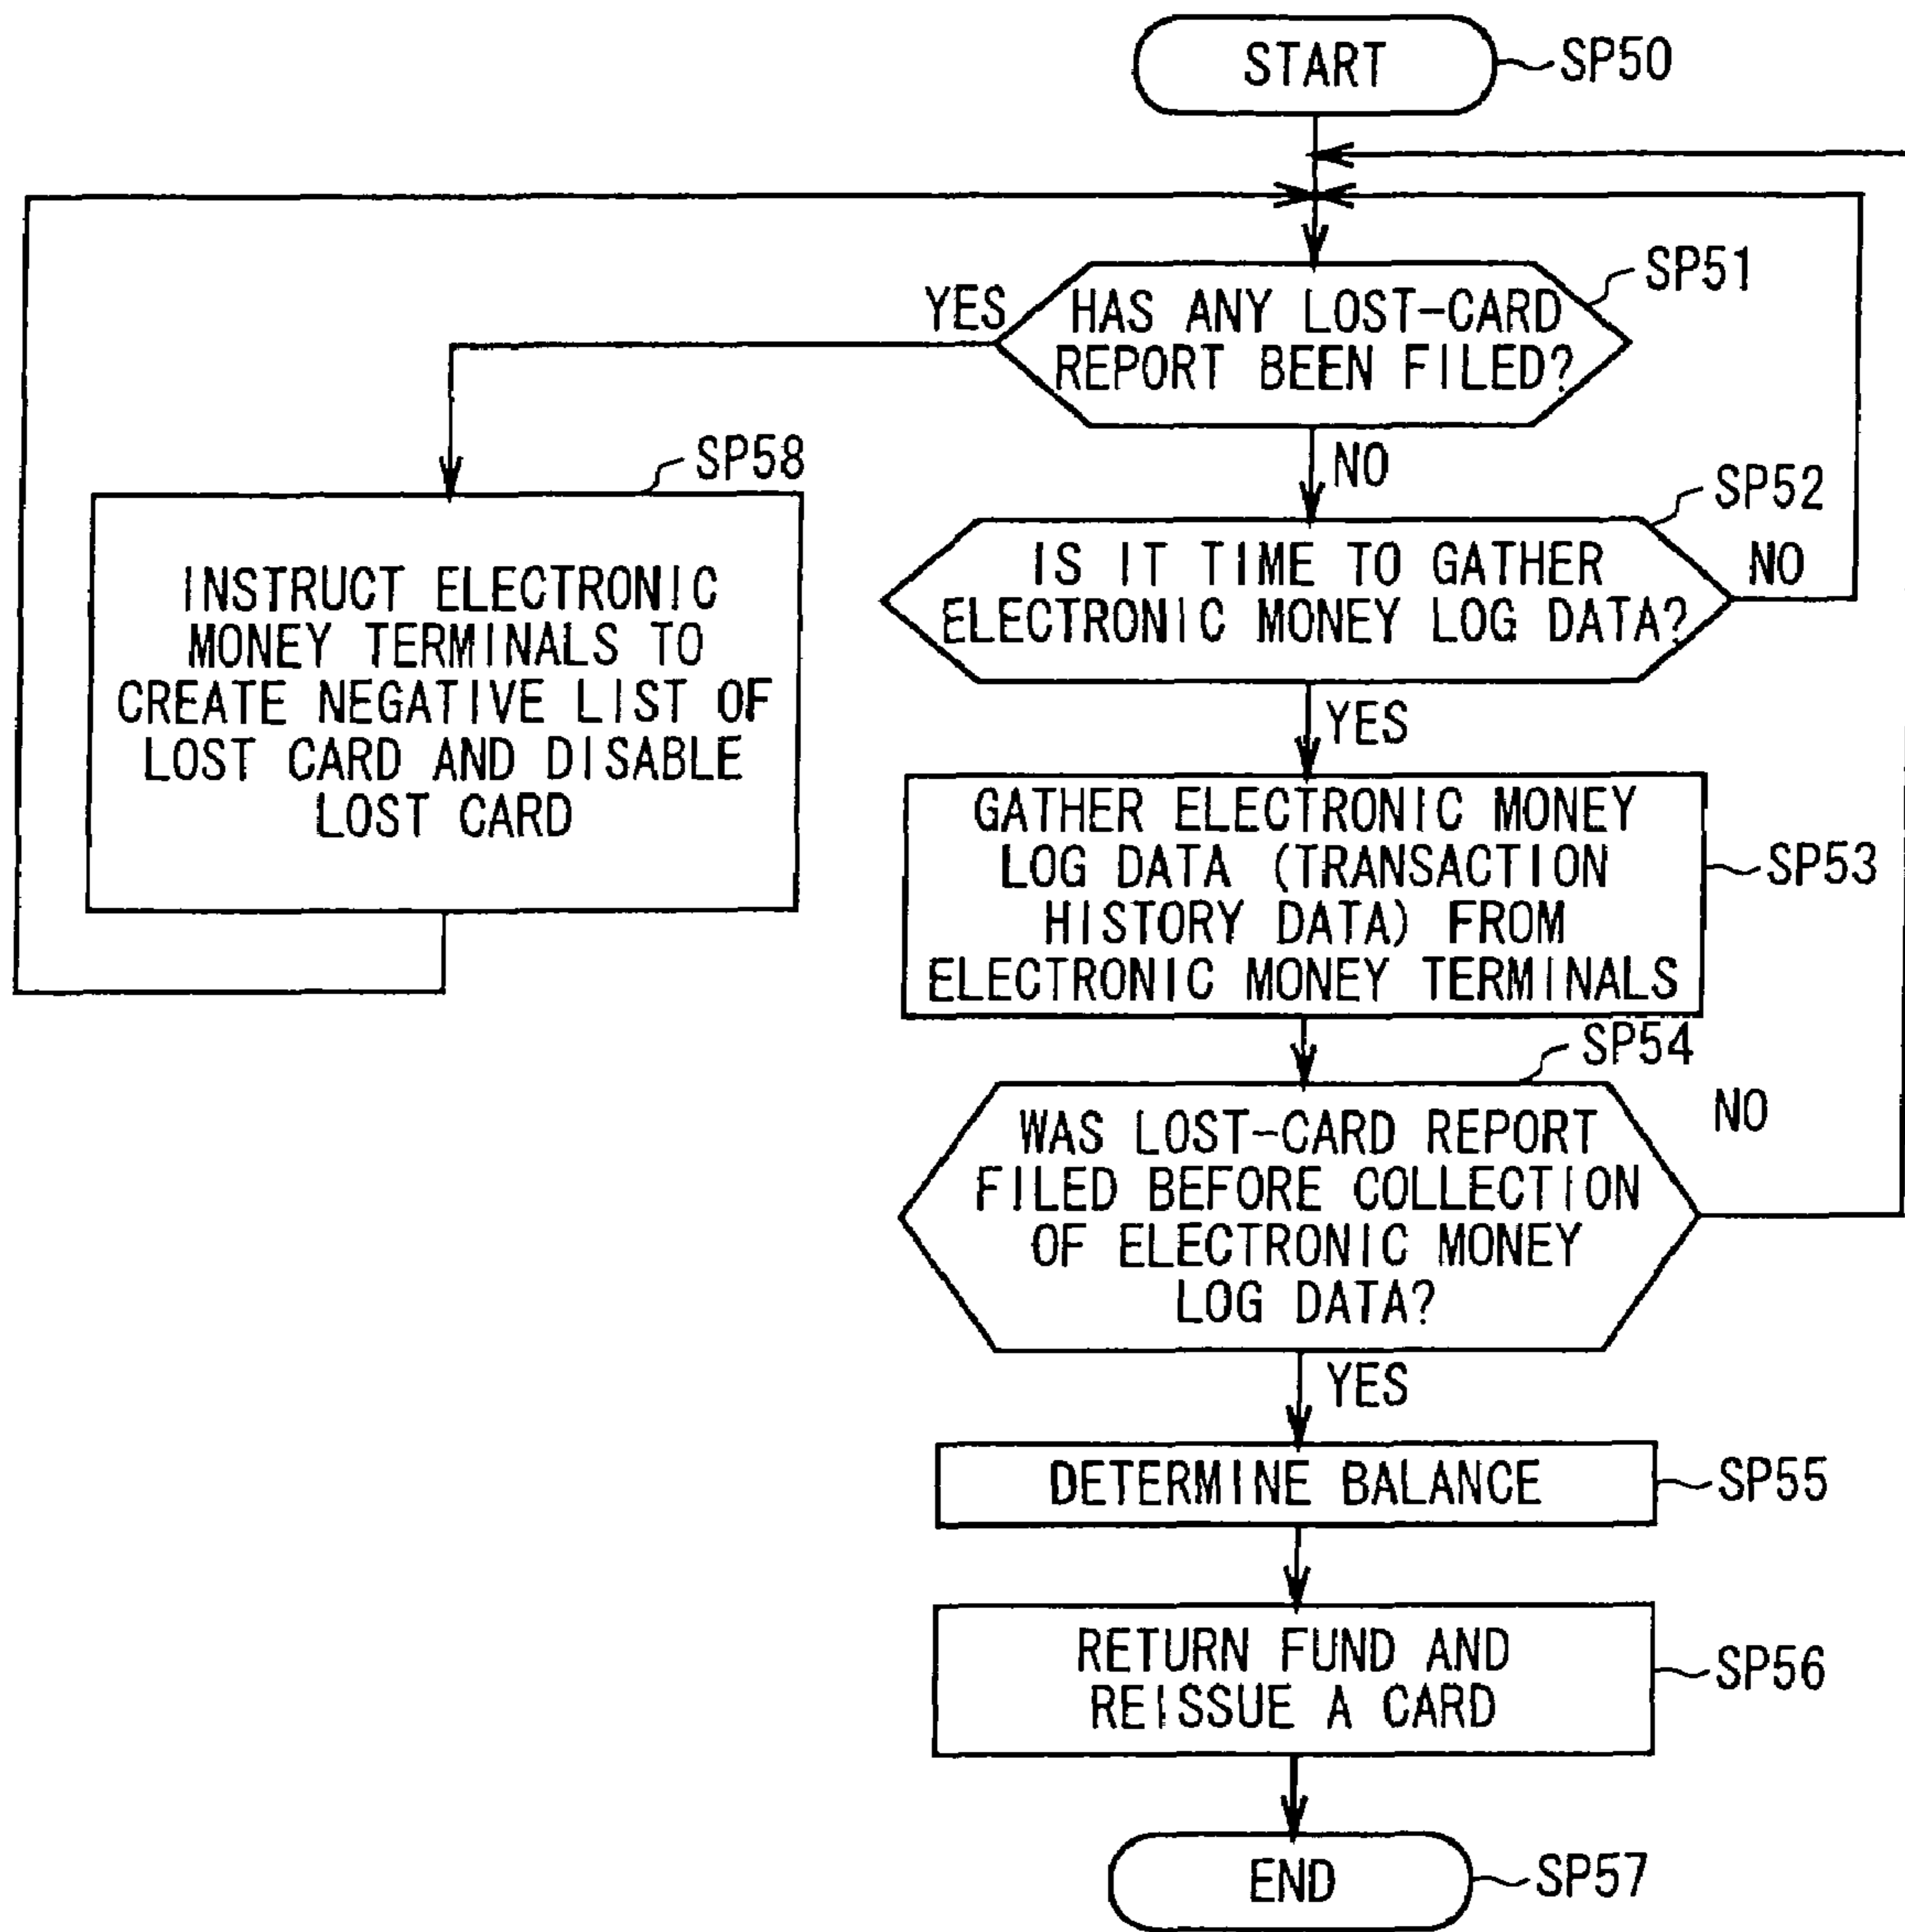 START
SP50
SP51
YES
HAS ANY LOST-CARD
REPORT BEEN FILED?
NO
SP58
INSTRUCT ELECTRONIC
MONEY TERMINALS TO
CREATE NEGATIVE LIST OF
LOST CARD AND DISABLE
LOST CARD
SP52
IS IT TIME TO GATHER
ELECTRONIC MONEY LOG DATA?
NO
YES
GATHER ELECTRONIC MONEY
LOG DATA (TRANSACTION
HISTORY DATA) FROM
ELECTRONIC MONEY TERMINALS
SP53
SP54
NO
WAS LOST-CARD REPORT
FILED BEFORE COLLECTION
OF ELECTRONIC MONEY
LOG DATA?
YES
DETERMINE BALANCE
SP55
RETURN FUND AND
REISSUE A CARD
SP56
END
SP57